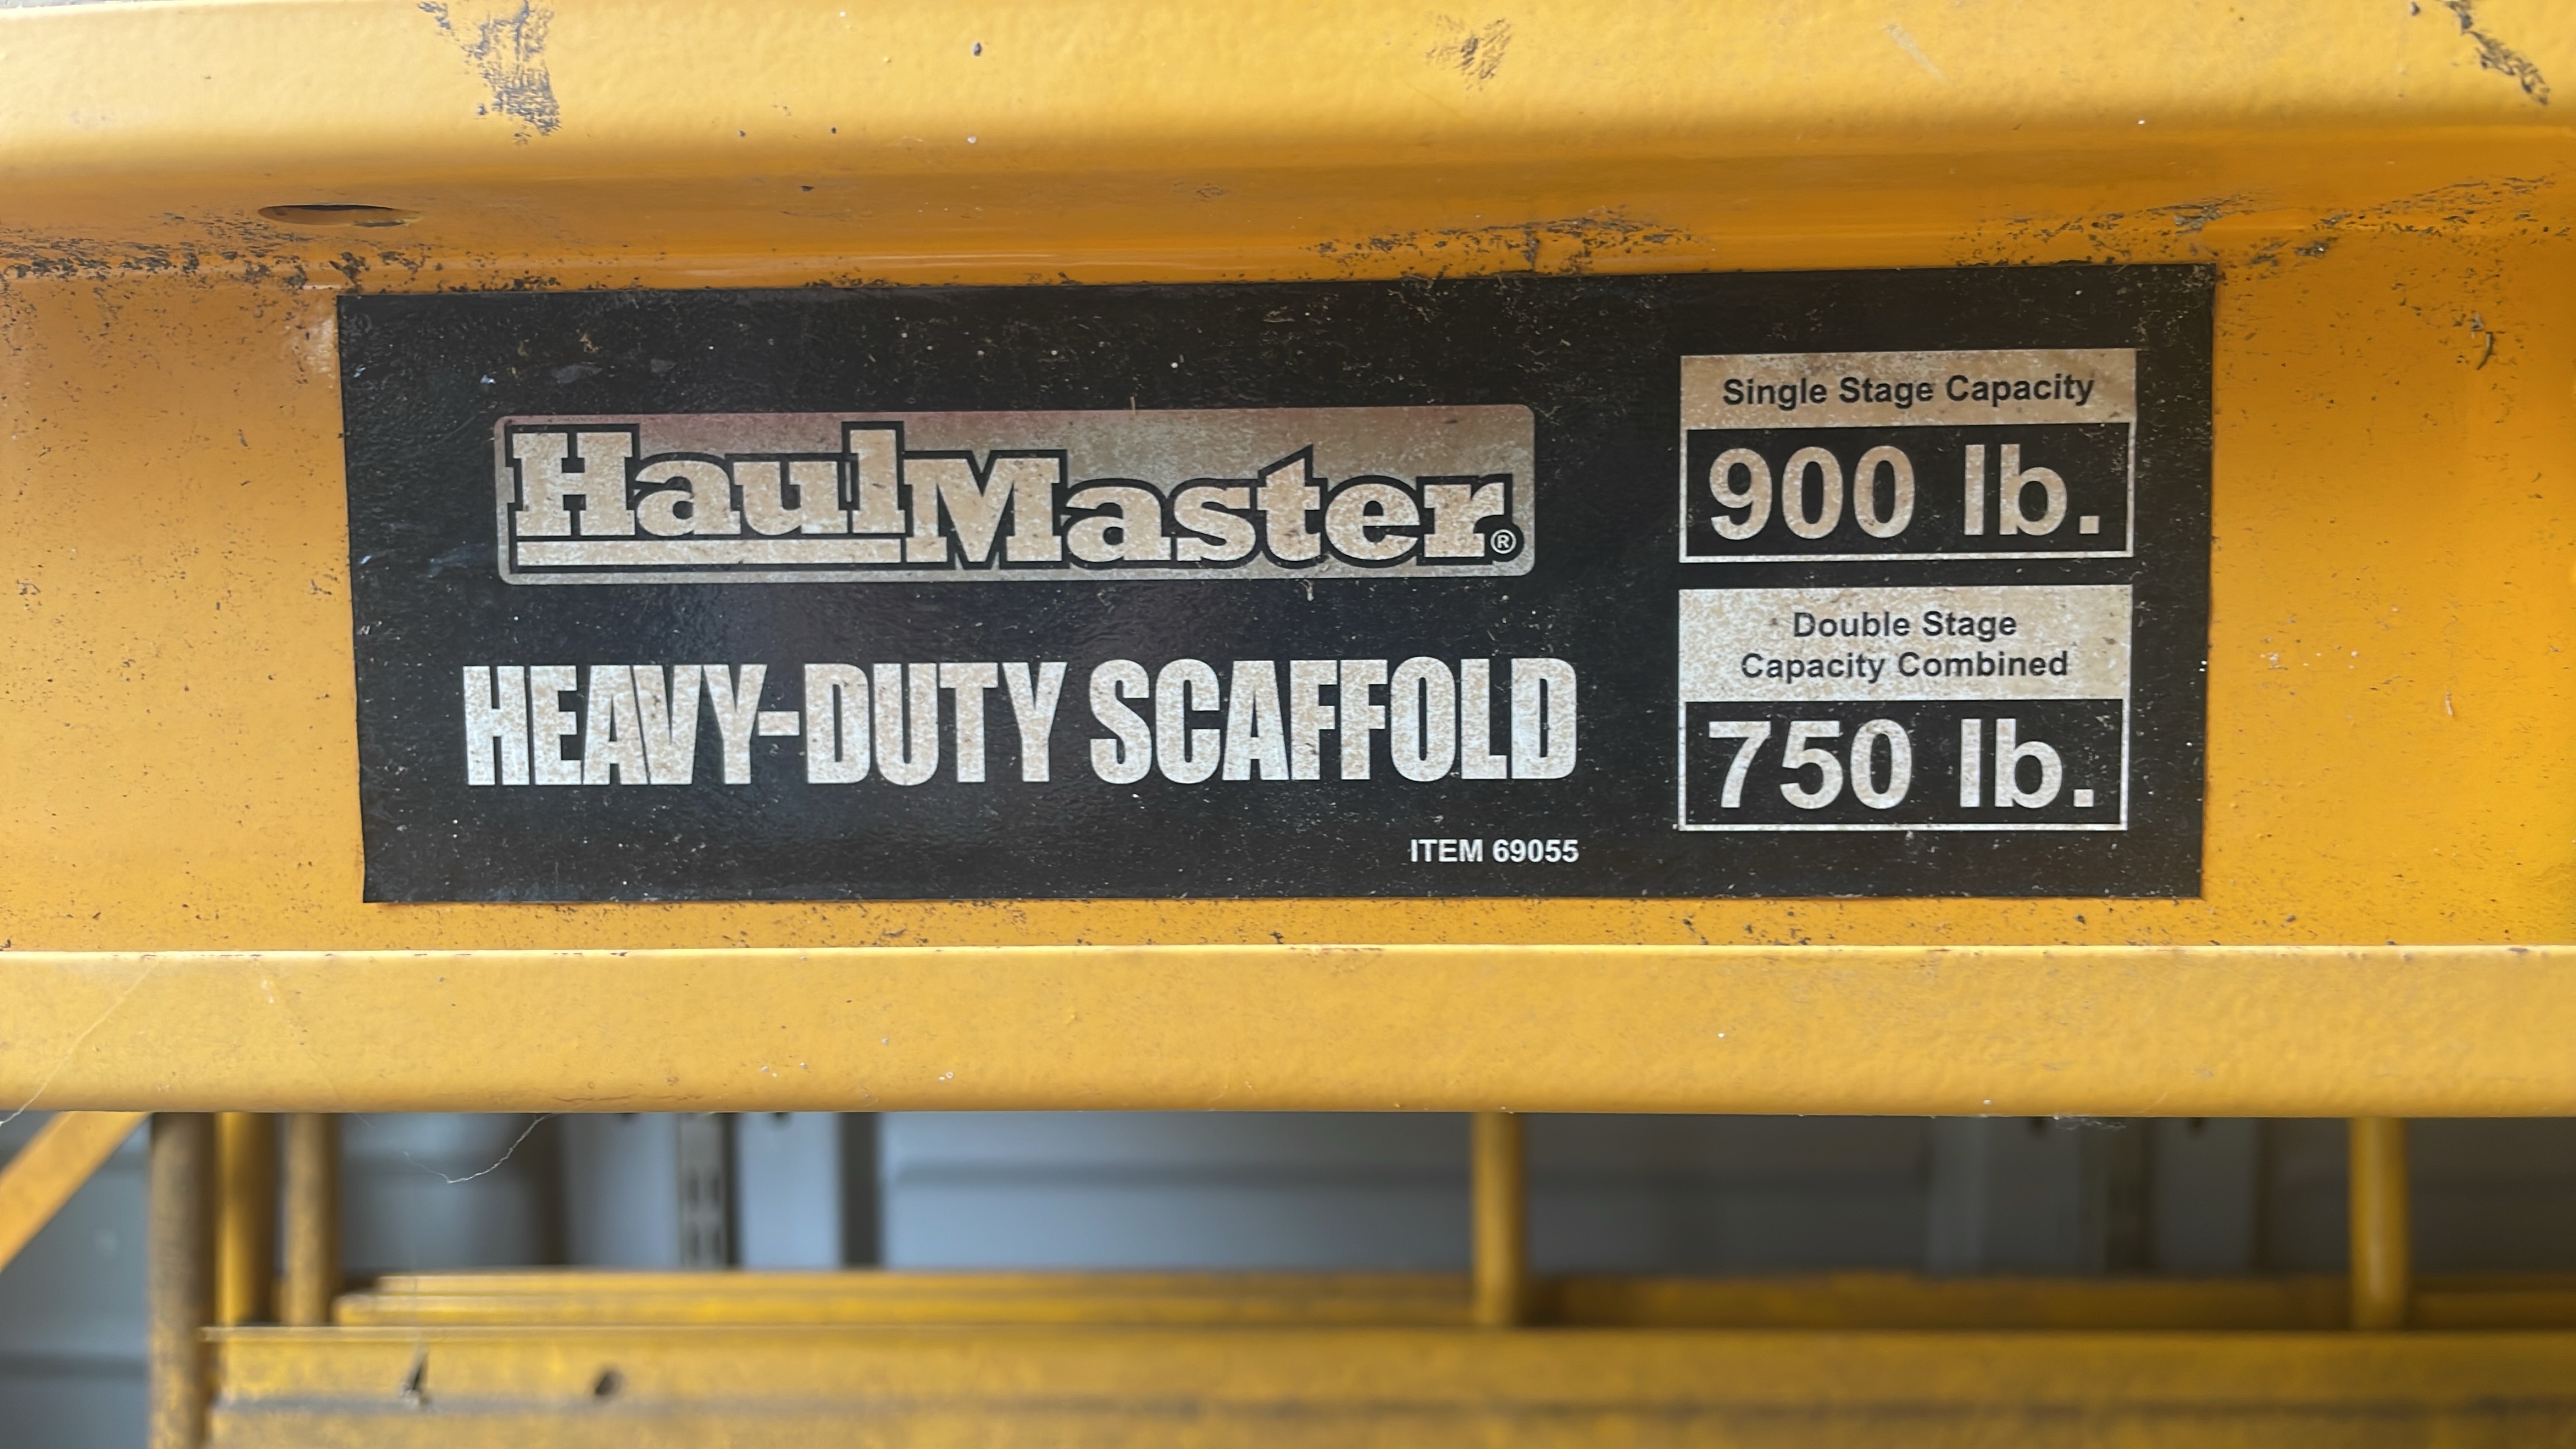 HaulMaster®
HEAVY-DUTY SCAFFOLD
ITEM 69055
Single Stage Capacity
900 lb.
Double Stage
Capacity Combined
750 lb.